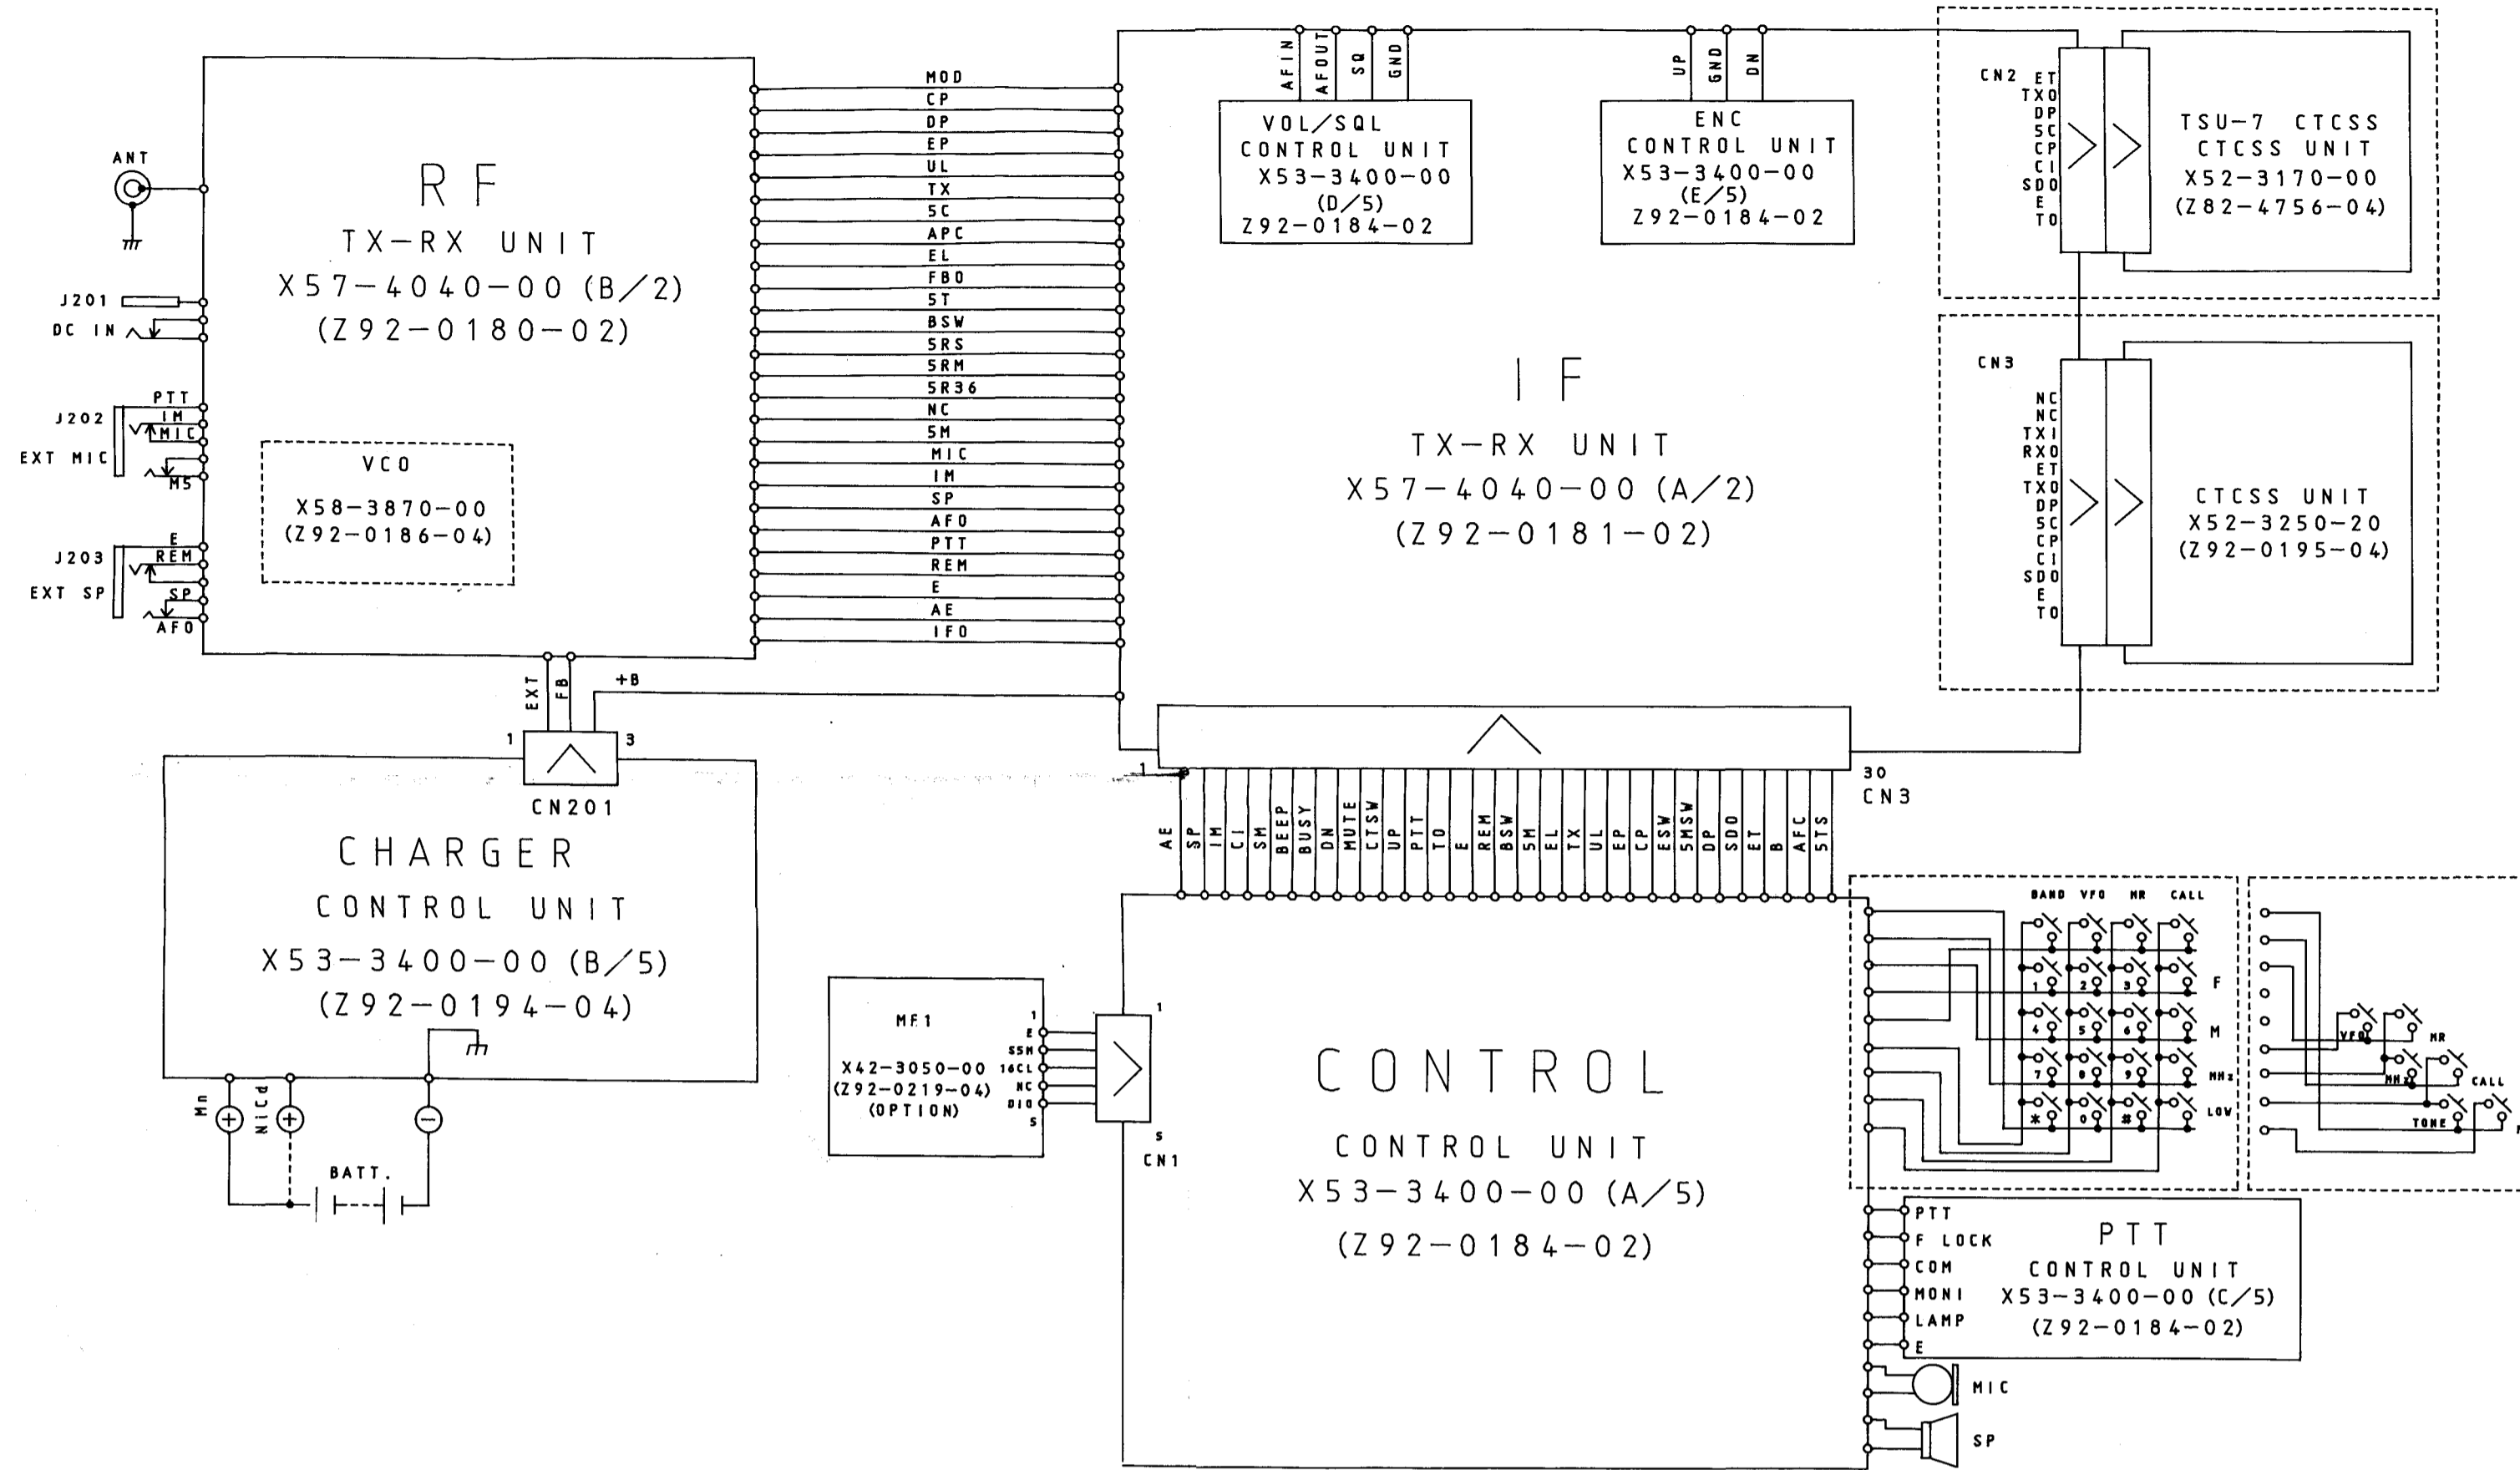 ANT
J201
DC IN
J202
EXT MIC
PTT
IM
MIC
MS
J203
EXT SP
E
REM
SP
AFO
RF
TX-RX UNIT
X57-4040-00 (B/2)
(Z92-0180-02)
VCO
X58-3870-00
(Z92-0186-04)
MOD
CP
DP
EP
UL
TX
5C
APC
EL
FBO
5T
BSW
5RS
5RM
5R36
NC
5M
MIC
IM
SP
AFO
PTT
REM
E
AE
IFO
EXT
FB
+B
AFIN
AFOUT
SQ
GND
VOL/SQL
CONTROL UNIT
X53-3400-00
(D/5)
Z92-0184-02
UP
GND
DN
ENC
CONTROL UNIT
X53-3400-00
(E/5)
Z92-0184-02
IF
TX-RX UNIT
X57-4040-00 (A/2)
(Z92-0181-02)
CN2
ET
TXO
DP
5C
CP
CI
SDO
E
TO
TSU-7 CTCSS
CTCSS UNIT
X52-3170-00
(Z82-4756-04)
CN3
NC
NC
TXI
RXO
ET
TXO
DP
5C
CP
CI
SDO
E
TO
CTCSS UNIT
X52-3250-20
(Z92-0195-04)
1
3
CN201
CHARGER
CONTROL UNIT
X53-3400-00 (B/5)
(Z92-0194-04)
Mn
NiCd
BATT.
1
30
CN3
AE
SP
IM
CI
SM
BEEP
BUSY
DN
MUTE
CTSW
UP
PTT
TO
E
REM
BSW
5M
EL
TX
UL
EP
CP
ESW
5MSW
DP
SDO
ET
B
AFC
5TS
MF1
X42-3050-00
(Z92-0219-04)
(OPTION)
1
E
SSM
16CL
NC
DIO
5
1
5
CN1
CONTROL
CONTROL UNIT
X53-3400-00 (A/5)
(Z92-0184-02)
BAND VFO MR CALL
1 2 3 F
4 5 6 M
7 8 9 MHz
* 0 # LOW
VFO
MR
MHz
CALL
TONE
PTT
F LOCK
COM
MONI
LAMP
E
PTT
CONTROL UNIT
X53-3400-00 (C/5)
(Z92-0184-02)
MIC
SP